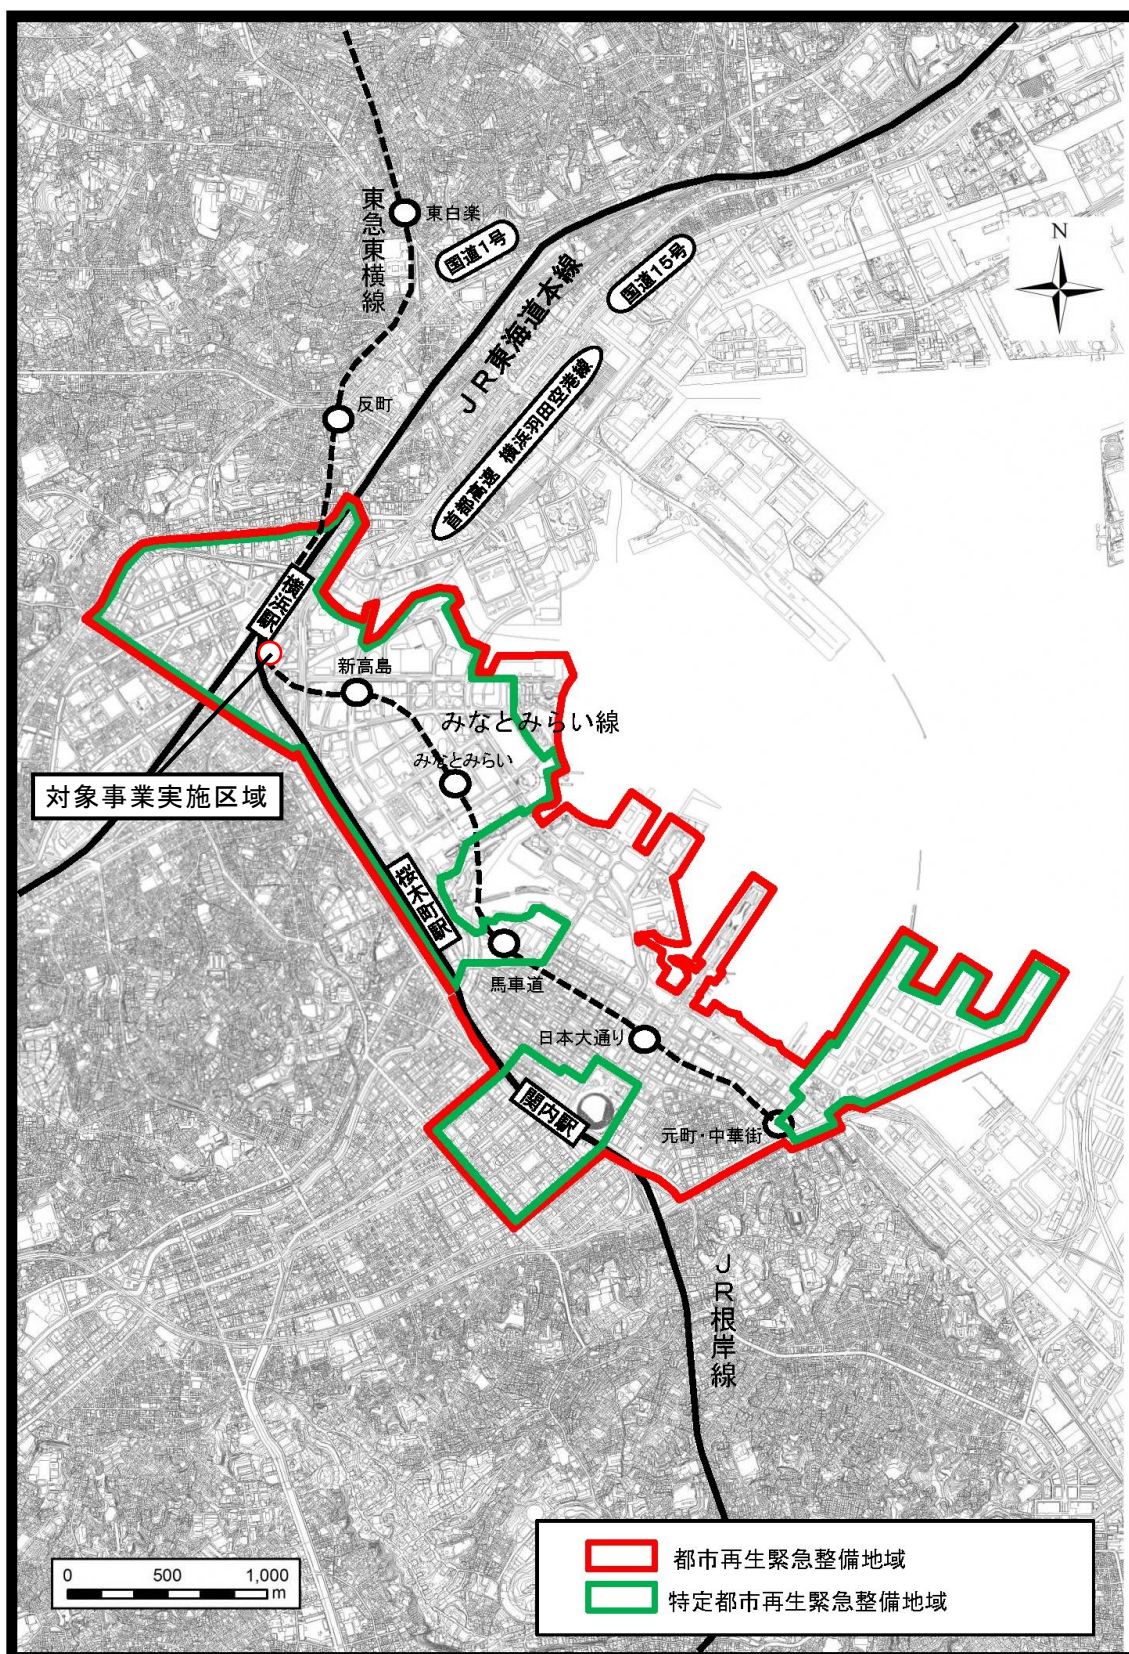 東急東横線
東白楽
国道1号
国道15号
N
JR東海道本線
首都高速 横浜羽田空港線
反町
横浜駅
新高島
みなとみらい線
みなとみらい
対象事業実施区域
桜木町駅
馬車道
日本大通り
関内駅
元町・中華街
JR根岸線
0 500 1,000
m
都市再生緊急整備地域
特定都市再生緊急整備地域